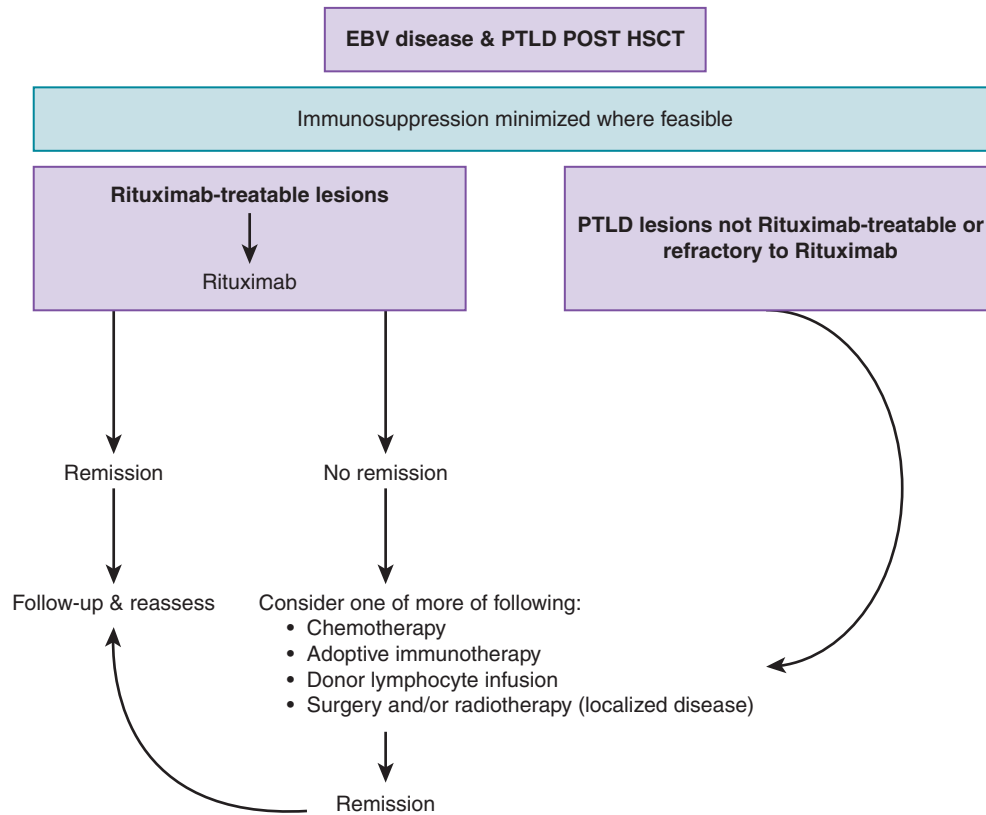 EBV disease & PTLD POST HSCT
Immunosuppression minimized where feasible
Rituximab-treatable lesions
Rituximab
PTLD lesions not Rituximab-treatable or
refractory to Rituximab
Remission
No remission
Follow-up & reassess
Consider one of more of following:
• Chemotherapy
• Adoptive immunotherapy
• Donor lymphocyte infusion
• Surgery and/or radiotherapy (localized disease)
Remission